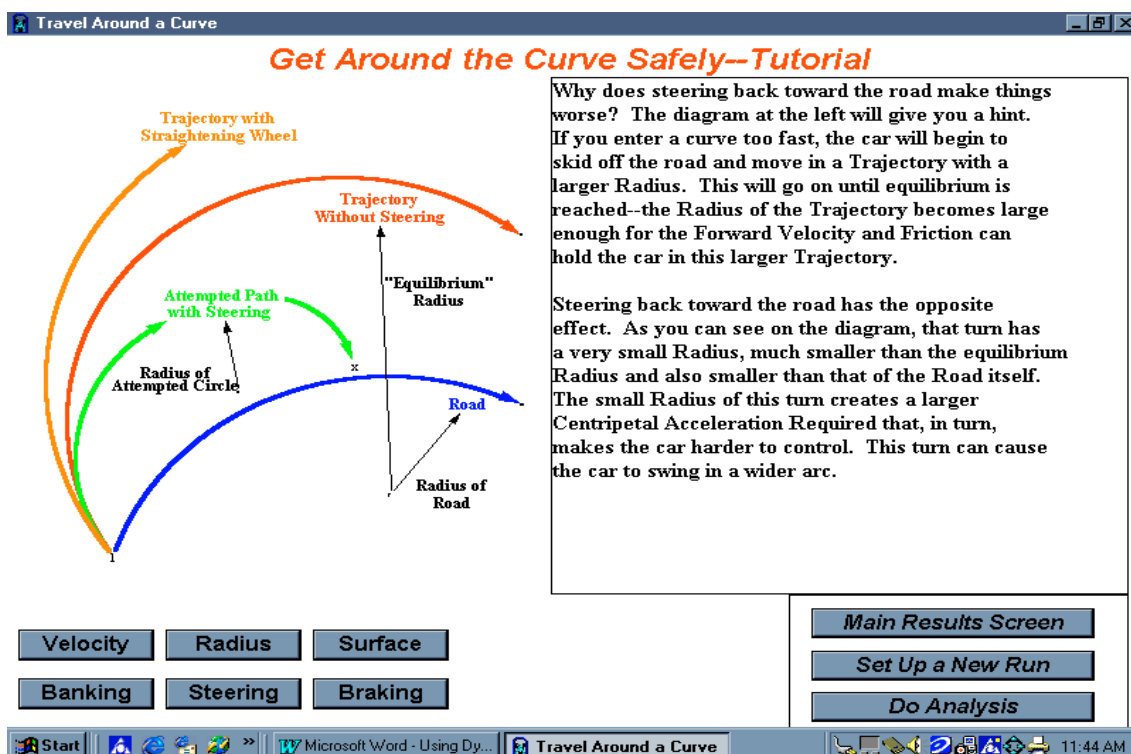 Travel Around a Curve
Get Around the Curve Safely--Tutorial
Trajectory with
Straightening Wheel
Trajectory
Without Steering
"Equilibrium"
Radius
Attempted Path
with Steering
Radius of
Attempted Circle
x
Road
Radius of
Road
1
Why does steering back toward the road make things
worse?  The diagram at the left will give you a hint.
If you enter a curve too fast, the car will begin to
skid off the road and move in a Trajectory with a
larger Radius.  This will go on until equilibrium is
reached--the Radius of the Trajectory becomes large
enough for the Forward Velocity and Friction can
hold the car in this larger Trajectory.
Steering back toward the road has the opposite
effect.  As you can see on the diagram, that turn has
a very small Radius, much smaller than the equilibrium
Radius and also smaller than that of the Road itself.
The small Radius of this turn creates a larger
Centripetal Acceleration Required that, in turn,
makes the car harder to control.  This turn can cause
the car to swing in a wider arc.
Velocity
Radius
Surface
Banking
Steering
Braking
Main Results Screen
Set Up a New Run
Do Analysis
Start
»
Microsoft Word - Using Dy...
Travel Around a Curve
11:44 AM